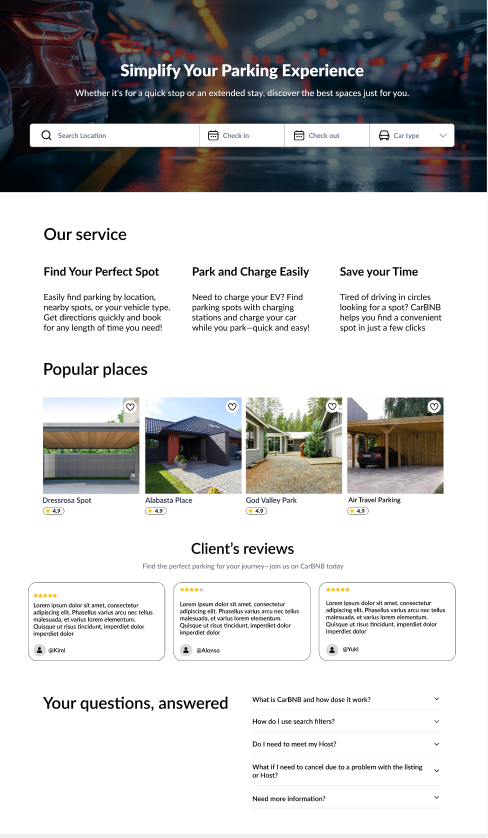 Simplify Your Parking Experience
Whether it's for a quick stop or an extended stay, discover the best spaces just for you.
Search Location
Check in
Check out
Car type
Our service
Find Your Perfect Spot
Easily find parking by location,
nearby spots, or your vehicle type.
Get directions quickly and book
for any length of time you need!
Park and Charge Easily
Need to charge your EV? Find
parking spots with charging
stations and charge your car
while you park—quick and easy!
Save your Time
Tired of driving in circles
looking for a spot? CarBNB
helps you find a convenient
spot in just a few clicks
Popular places
Dressrosa Spot
4.9
Alabasta Place
4.9
God Valley Park
4.9
Air Travel Parking
4.9
Client's reviews
Find the perfect parking for your journey—join us on CarBNB today
Lorem ipsum dolor sit amet, consectetur
adipiscing elit. Phasellus arcu nec tellus
malesuada, et varius lorem elementum.
Quisque ut risus tincidunt, imperdiet dolor
imperdiet dolor
@Kimi
Lorem ipsum dolor sit amet, consectetur
adipiscing elit. Phasellus arcu nec tellus
malesuada, et varius lorem elementum.
Quisque ut risus tincidunt, imperdiet dolor
imperdiet dolor
@Alonso
Lorem ipsum dolor sit amet, consectetur
adipiscing elit. Phasellus arcu nec tellus
malesuada, et varius lorem elementum.
Quisque ut risus tincidunt, imperdiet dolor
imperdiet dolor
@Yuki
Your questions, answered
What is CarBNB and how dose it work?
How do I use search filters?
Do I need to meet my Host?
What if I need to cancel due to a problem with the listing
or Host?
Need more information?